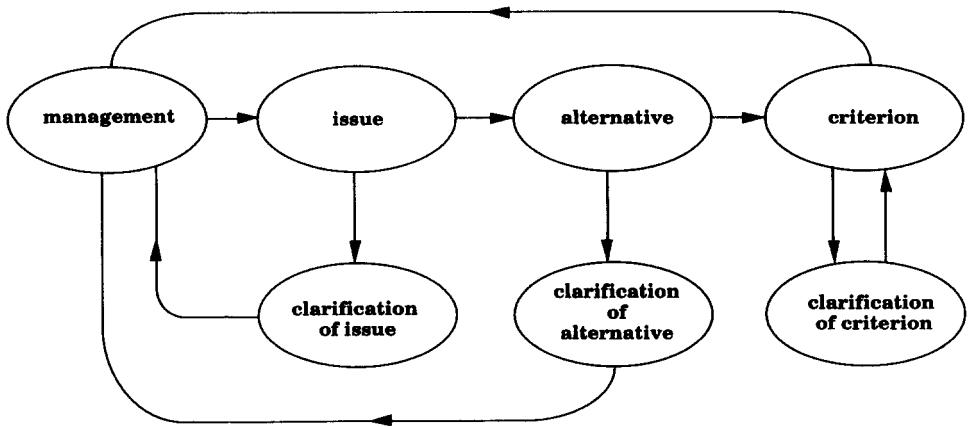 management
issue
alternative
criterion
clarification
of issue
clarification
of
alternative
clarification
of criterion